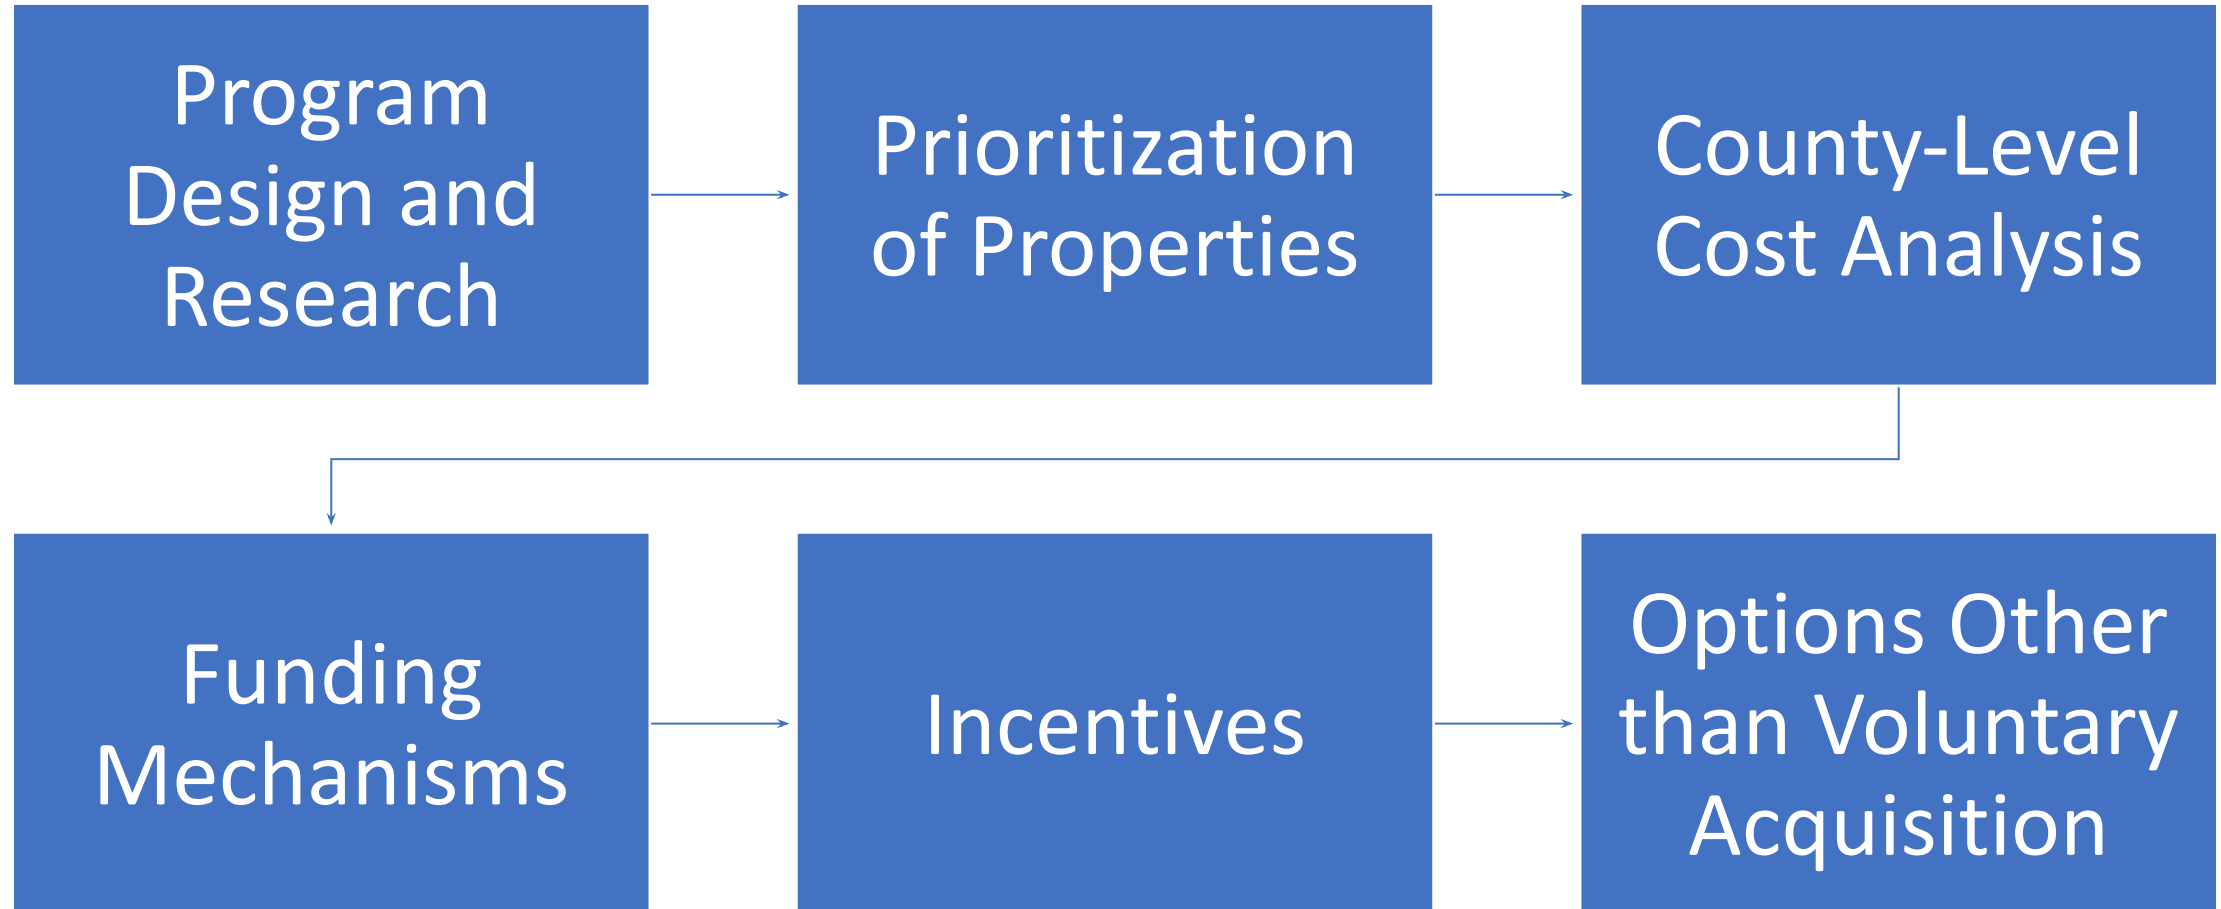 Program
Design and
Research
Prioritization
of Properties
County-Level
Cost Analysis
Funding
Mechanisms
Incentives
Options Other
than Voluntary
Acquisition